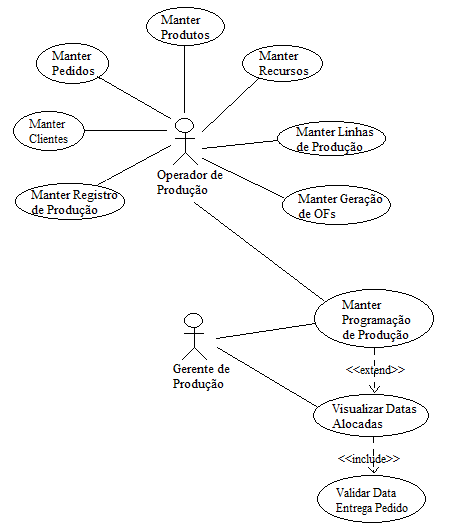 Manter
Produtos
Manter
Pedidos
Manter
Recursos
Manter
Clientes
Manter Linhas
de Produção
Operador de
Produção
Manter Registro
de Produção
Manter Geração
de OFs
Manter
Programação
de Produção
Gerente de
Produção
<<extend>>
Visualizar Datas
Alocadas
<<include>>
Validar Data
Entrega Pedido